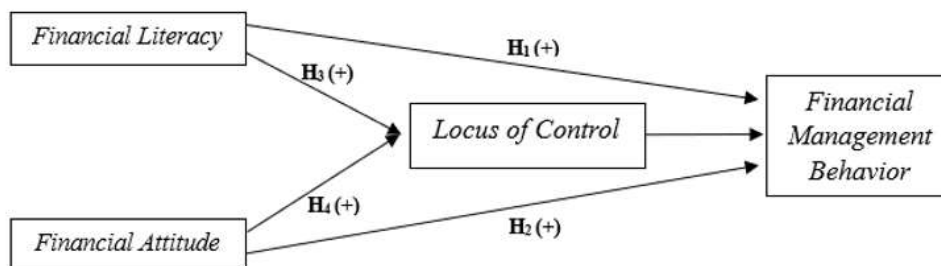 Financial Literacy
H₁ (+)
H₃ (+)
Locus of Control
Financial
Management
Behavior
H₄ (+)
H₂ (+)
Financial Attitude